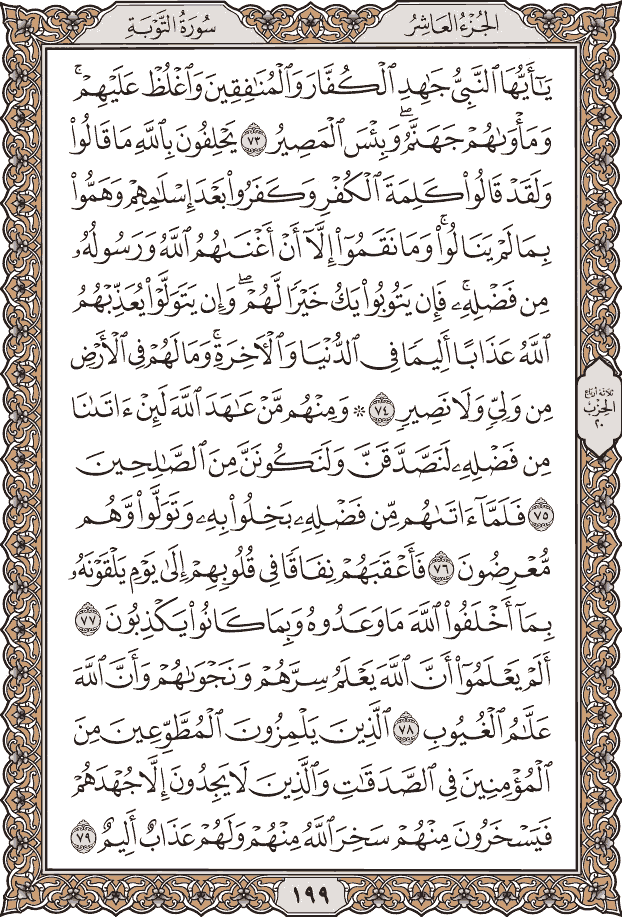 الجُزْءُ العَاشِرُ
سُورَةُ التَّوْبَةِ
يَٰٓأَيُّهَا ٱلنَّبِيُّ جَٰهِدِ ٱلۡكُفَّارَ وَٱلۡمُنَٰفِقِينَ وَٱغۡلُظۡ عَلَيۡهِمۡۚ
وَمَأۡوَىٰهُمۡ جَهَنَّمُۖ وَبِئۡسَ ٱلۡمَصِيرُ ٧٣ يَحۡلِفُونَ بِٱللَّهِ مَا قَالُواْ
وَلَقَدۡ قَالُواْ كَلِمَةَ ٱلۡكُفۡرِ وَكَفَرُواْ بَعۡدَ إِسۡلَٰمِهِمۡ وَهَمُّواْ
بِمَا لَمۡ يَنَالُواْۚ وَمَا نَقَمُوٓاْ إِلَّآ أَنۡ أَغۡنَىٰهُمُ ٱللَّهُ وَرَسُولُهُۥ
مِن فَضۡلِهِۦۚ فَإِن يَتُوبُواْ يَكُ خَيۡرٗا لَّهُمۡۖ وَإِن يَتَوَلَّوۡاْ يُعَذِّبۡهُمُ
ٱللَّهُ عَذَابًا أَلِيمٗا فِي ٱلدُّنۡيَا وَٱلۡأٓخِرَةِۚ وَمَا لَهُمۡ فِي ٱلۡأَرۡضِ
مِن وَلِيّٖ وَلَا نَصِيرٖ ٧٤ ۞ وَمِنۡهُم مَّنۡ عَٰهَدَ ٱللَّهَ لَئِنۡ ءَاتَىٰنَا
مِن فَضۡلِهِۦ لَنَصَّدَّقَنَّ وَلَنَكُونَنَّ مِنَ ٱلصَّٰلِحِينَ
٧٥ فَلَمَّآ ءَاتَىٰهُم مِّن فَضۡلِهِۦ بَخِلُواْ بِهِۦ وَتَوَلَّواْ وَّهُم
مُّعۡرِضُونَ ٧٦ فَأَعۡقَبَهُمۡ نِفَاقٗا فِي قُلُوبِهِمۡ إِلَىٰ يَوۡمِ يَلۡقَوۡنَهُۥ
بِمَآ أَخۡلَفُواْ ٱللَّهَ مَا وَعَدُوهُ وَبِمَا كَانُواْ يَكۡذِبُونَ ٧٧
أَلَمۡ يَعۡلَمُوٓاْ أَنَّ ٱللَّهَ يَعۡلَمُ سِرَّهُمۡ وَنَجۡوَىٰهُمۡ وَأَنَّ ٱللَّهَ
عَلَّٰمُ ٱلۡغُيُوبِ ٧٨ ٱلَّذِينَ يَلۡمِزُونَ ٱلۡمُطَّوِّعِينَ مِنَ
ٱلۡمُؤۡمِنِينَ فِي ٱلصَّدَقَٰتِ وَٱلَّذِينَ لَا يَجِدُونَ إِلَّا جُهۡدَهُمۡ
فَيَسۡخَرُونَ مِنۡهُمۡ سَخِرَ ٱللَّهُ مِنۡهُمۡ وَلَهُمۡ عَذَابٌ أَلِيمٌ ٧٩
ثلاثة أرباع
الحزب
٢٠
١٩٩